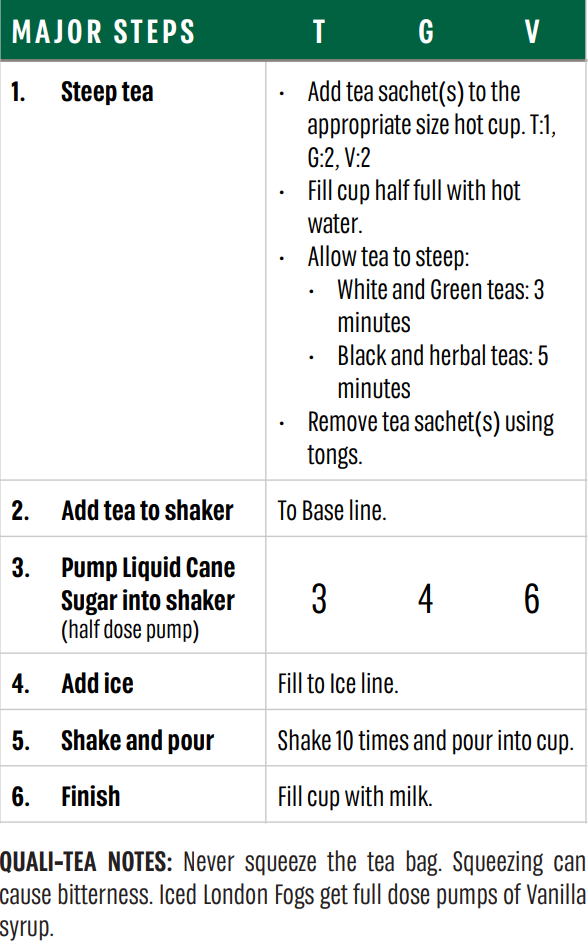 MAJOR STEPS T G V
1. Steep tea
· Add tea sachet(s) to the
appropriate size hot cup. T:1,
G:2, V:2
· Fill cup half full with hot
water.
· Allow tea to steep:
· White and Green teas: 3
minutes
· Black and herbal teas: 5
minutes
· Remove tea sachet(s) using
tongs.
2. Add tea to shaker To Base line.
3. Pump Liquid Cane
Sugar into shaker
(half dose pump)
3 4 6
4. Add ice Fill to Ice line.
5. Shake and pour Shake 10 times and pour into cup.
6. Finish Fill cup with milk.
QUALI-TEA NOTES: Never squeeze the tea bag. Squeezing can
cause bitterness. Iced London Fogs get full dose pumps of Vanilla
syrup.